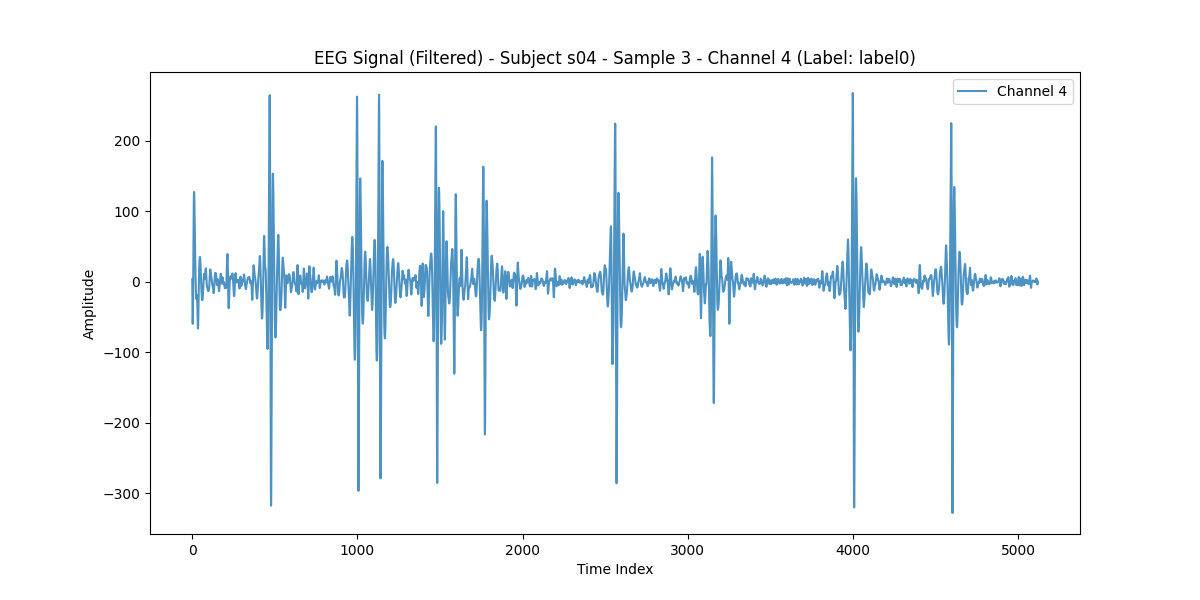 EEG Signal (Filtered) - Subject s04 - Sample 3 - Channel 4 (Label: label0)
Channel 4
200
100
0
−100
−200
−300
Amplitude
0 1000 2000 3000 4000 5000
Time Index